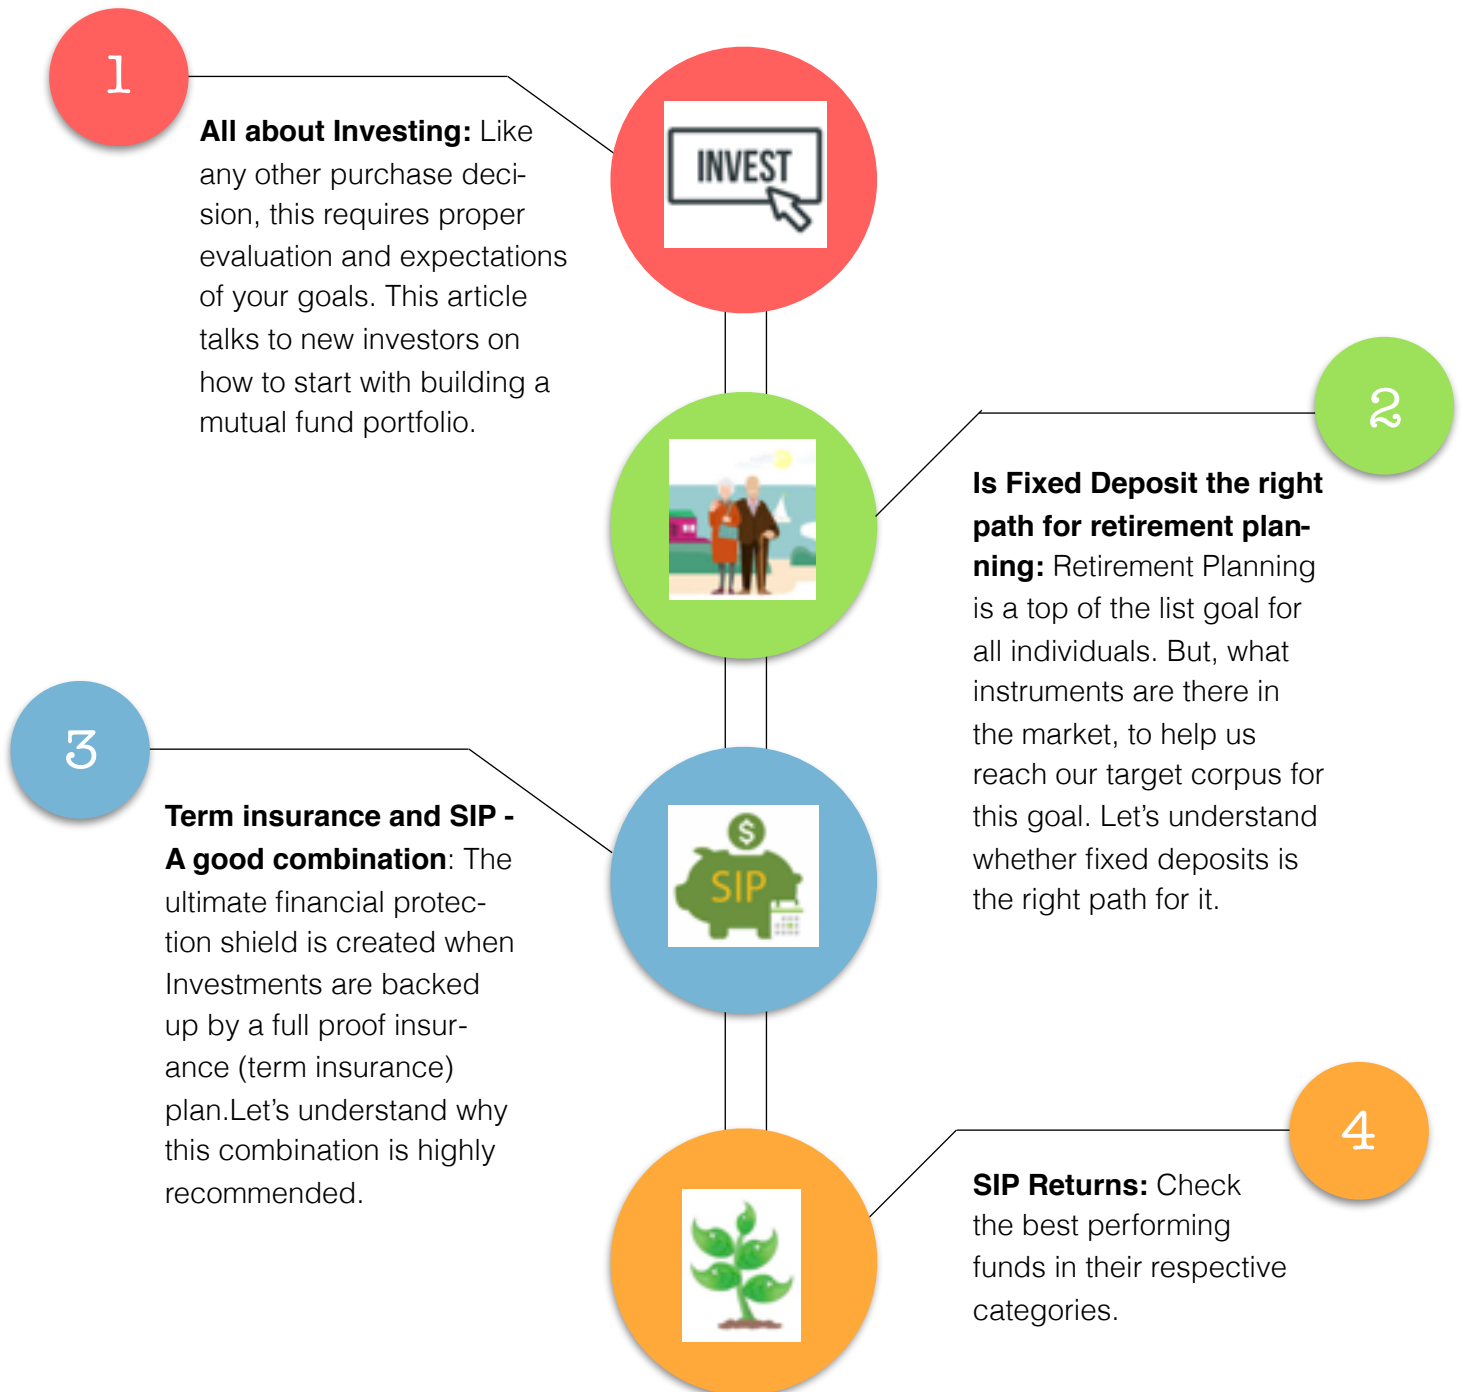 1
All about Investing: Like
any other purchase deci-
sion, this requires proper
evaluation and expectations
of your goals. This article
talks to new investors on
how to start with building a
mutual fund portfolio.
INVEST
2
Is Fixed Deposit the right
path for retirement plan-
ning: Retirement Planning
is a top of the list goal for
all individuals. But, what
instruments are there in
the market, to help us
reach our target corpus for
this goal. Let’s understand
whether fixed deposits is
the right path for it.
3
Term insurance and SIP -
A good combination: The
ultimate financial protec-
tion shield is created when
Investments are backed
up by a full proof insur-
ance (term insurance)
plan.Let’s understand why
this combination is highly
recommended.
$
SIP
4
SIP Returns: Check
the best performing
funds in their respective
categories.